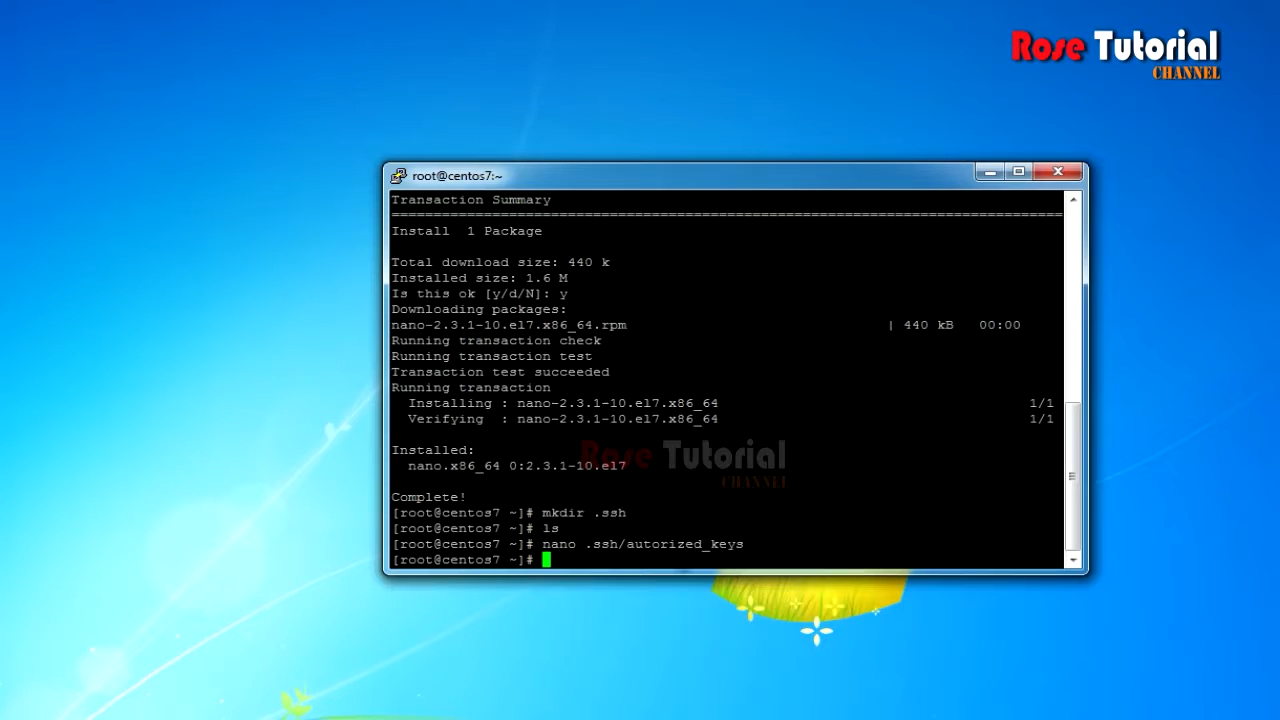 Rose Tutorial
CHANNEL
root@centos7:~
Transaction Summary
================================================================================
Install  1 Package
Total download size: 440 k
Installed size: 1.6 M
Is this ok [y/d/N]: y
Downloading packages:
nano-2.3.1-10.el7.x86_64.rpm | 440 kB 00:00
Running transaction check
Running transaction test
Transaction test succeeded
Running transaction
Installing : nano-2.3.1-10.el7.x86_64 1/1
Verifying : nano-2.3.1-10.el7.x86_64 1/1
Installed:
Rose Tutorial
nano.x86_64 0:2.3.1-10.el7
CHANNEL
Complete!
[root@centos7 ~]# mkdir .ssh
[root@centos7 ~]# ls
[root@centos7 ~]# nano .ssh/autorized_keys
[root@centos7 ~]#